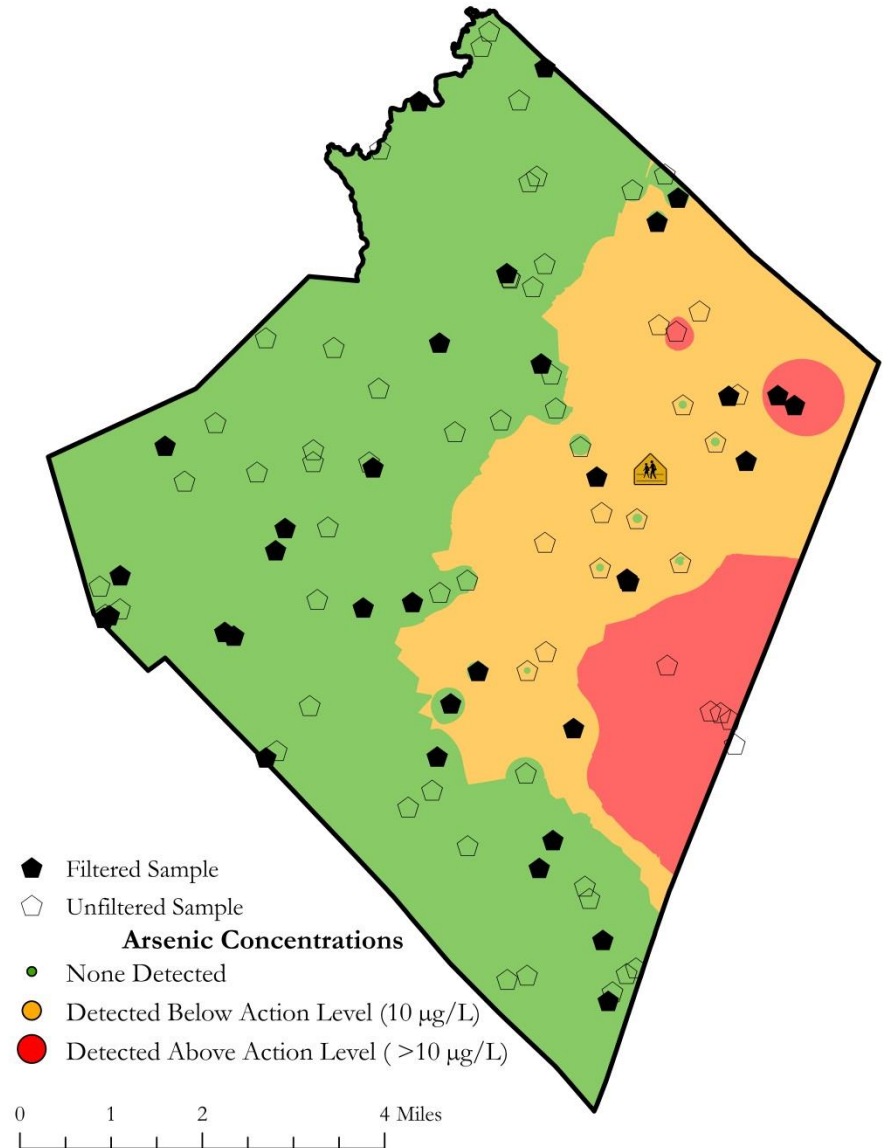 Filtered Sample
Unfiltered Sample
Arsenic Concentrations
None Detected
Detected Below Action Level (10 µg/L)
Detected Above Action Level ( >10 µg/L)
0 1 2 4 Miles